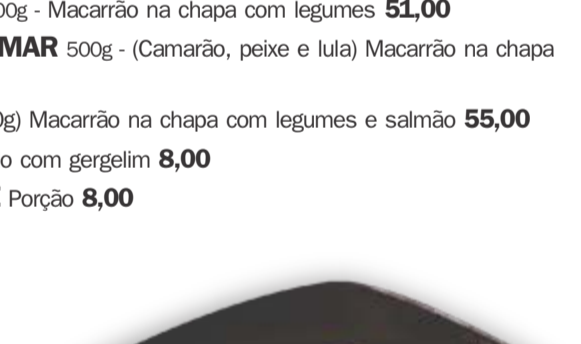 00g - Macarrão na chapa com legumes 51,00
MAR 500g - (Camarão, peixe e lula) Macarrão na chapa
0g) Macarrão na chapa com legumes e salmão 55,00
o com gergelim 8,00
Porção 8,00